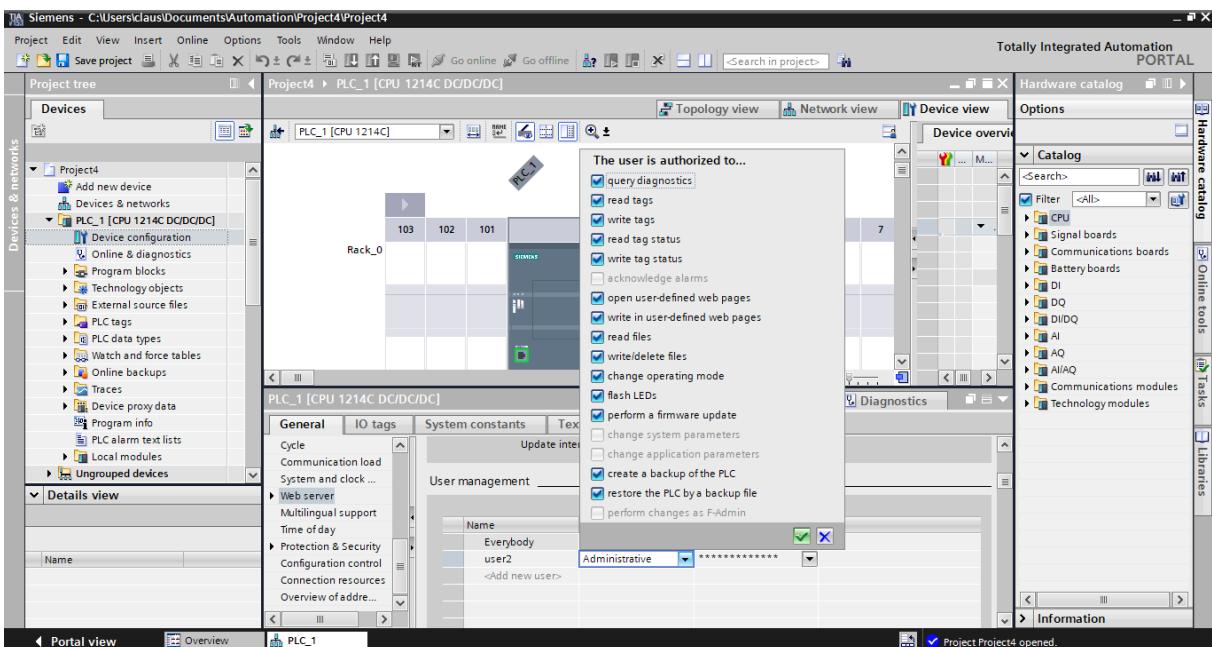 Siemens - C:\Users\claus\Documents\Automation\Project4\Project4
Project Edit View Insert Online Options Tools Window Help
Totally Integrated Automation
PORTAL
Save project Go online Go offline <Search in project>
Project tree
Project4 PLC_1 [CPU 1214C DC/DC/DC]
Hardware catalog
Devices
Topology view Network view Device view
Options
PLC_1 [CPU 1214C]
Device overvie
Devices & networks
Project4
Add new device
Devices & networks
PLC_1 [CPU 1214C DC/DC/DC]
Device configuration
Online & diagnostics
Program blocks
Technology objects
External source files
PLC tags
PLC data types
Watch and force tables
Online backups
Traces
Device proxy data
Program info
PLC alarm text lists
Local modules
Ungrouped devices
Details view
Name
PLC_1
103 102 101 7
Rack_0
SIEMENS
... M...
The user is authorized to...
query diagnostics
read tags
write tags
read tag status
write tag status
acknowledge alarms
open user-defined web pages
write in user-defined web pages
read files
write/delete files
change operating mode
flash LEDs
perform a firmware update
change system parameters
change application parameters
create a backup of the PLC
restore the PLC by a backup file
perform changes as F-Admin
PLC_1 [CPU 1214C DC/DC/DC]
Diagnostics
General IO tags System constants Tex
Cycle
Communication load
System and clock ...
Web server
Multilingual support
Time of day
Protection & Security
Configuration control
Connection resources
Overview of addre...
Update inte
User management
Name
Everybody
user2 Administrative *************
<Add new user>
Catalog
<Search>
Filter <All>
CPU
Signal boards
Communications boards
Battery boards
DI
DQ
DI/DQ
AI
AQ
AI/AQ
Communications modules
Technology modules
Information
Hardware catalog
Online tools
Tasks
Libraries
Portal view Overview PLC_1
Project Project4 opened.